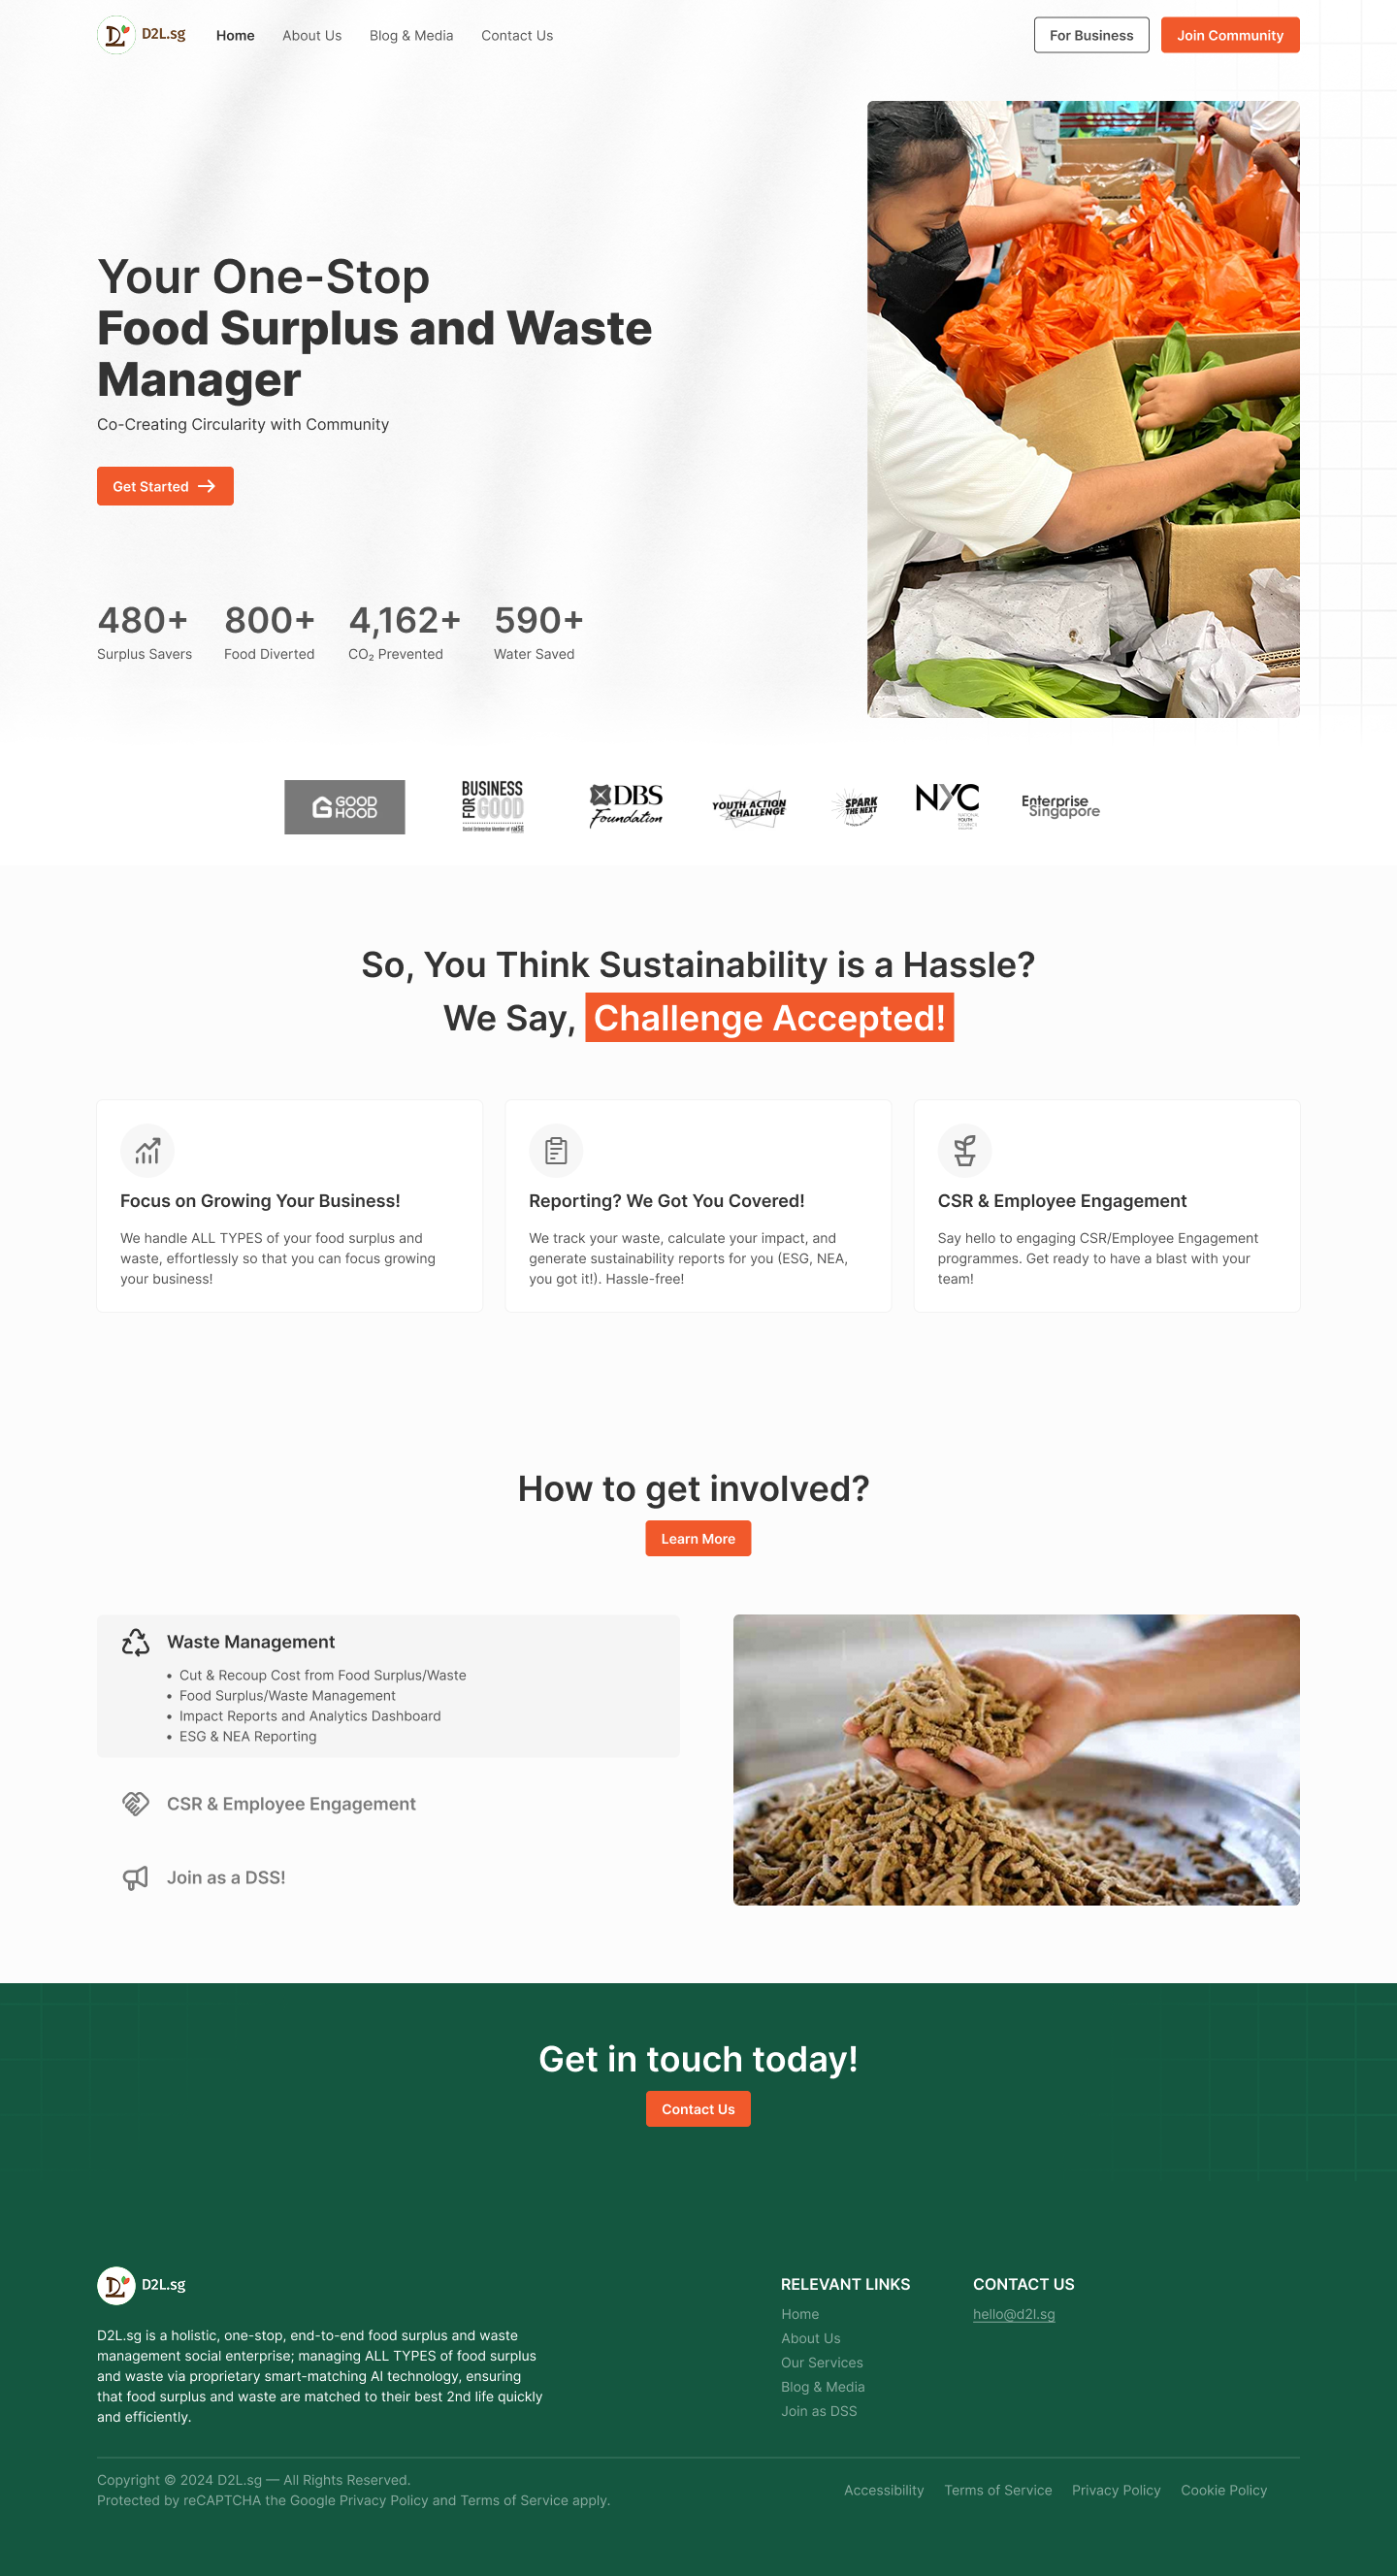 D2L.sg
Home
About Us
Blog & Media
Contact Us
For Business
Join Community
Your One-Stop
Food Surplus and Waste
Manager
Co-Creating Circularity with Community
Get Started
480+
Surplus Savers
800+
Food Diverted
4,162+
CO₂ Prevented
590+
Water Saved
GOOD
HOOD
BUSINESS
FOR GOOD
Social Enterprise Member of raiSE
DBS
Foundation
YOUTH ACTION
CHALLENGE
SPARK
THE NEXT
NYC
NATIONAL
YOUTH
COUNCIL
Enterprise
Singapore
So, You Think Sustainability is a Hassle?
We Say, Challenge Accepted!
Focus on Growing Your Business!
We handle ALL TYPES of your food surplus and
waste, effortlessly so that you can focus growing
your business!
Reporting? We Got You Covered!
We track your waste, calculate your impact, and
generate sustainability reports for you (ESG, NEA,
you got it!). Hassle-free!
CSR & Employee Engagement
Say hello to engaging CSR/Employee Engagement
programmes. Get ready to have a blast with your
team!
How to get involved?
Learn More
Waste Management
• Cut & Recoup Cost from Food Surplus/Waste
• Food Surplus/Waste Management
• Impact Reports and Analytics Dashboard
• ESG & NEA Reporting
CSR & Employee Engagement
Join as a DSS!
Get in touch today!
Contact Us
D2L.sg
D2L.sg is a holistic, one-stop, end-to-end food surplus and waste
management social enterprise; managing ALL TYPES of food surplus
and waste via proprietary smart-matching AI technology, ensuring
that food surplus and waste are matched to their best 2nd life quickly
and efficiently.
RELEVANT LINKS
Home
About Us
Our Services
Blog & Media
Join as DSS
CONTACT US
hello@d2l.sg
Copyright © 2024 D2L.sg — All Rights Reserved.
Protected by reCAPTCHA the Google Privacy Policy and Terms of Service apply.
Accessibility
Terms of Service
Privacy Policy
Cookie Policy